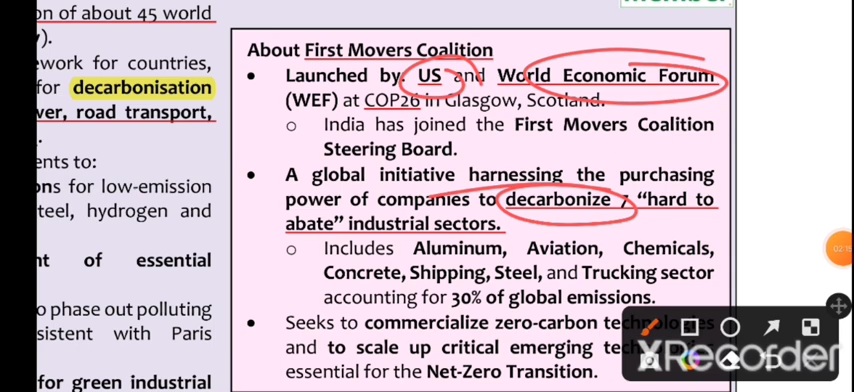 member
on of about 45 world
y).
ework for countries,
for decarbonisation
wer, road transport,
ents to:
ons for low-emission
steel, hydrogen and
nt of essential
o phase out polluting
sistent with Paris
for green industrial
About First Movers Coalition
• Launched by: US and World Economic Forum
(WEF) at COP26 in Glasgow, Scotland.
o India has joined the First Movers Coalition
Steering Board.
• A global initiative harnessing the purchasing
power of companies to decarbonize 7 “hard to
abate” industrial sectors.
o Includes Aluminum, Aviation, Chemicals,
Concrete, Shipping, Steel, and Trucking sector
accounting for 30% of global emissions.
• Seeks to commercialize zero-carbon technologies
and to scale up critical emerging
essential for the Net-Zero Transition.
02:15
XRecorder